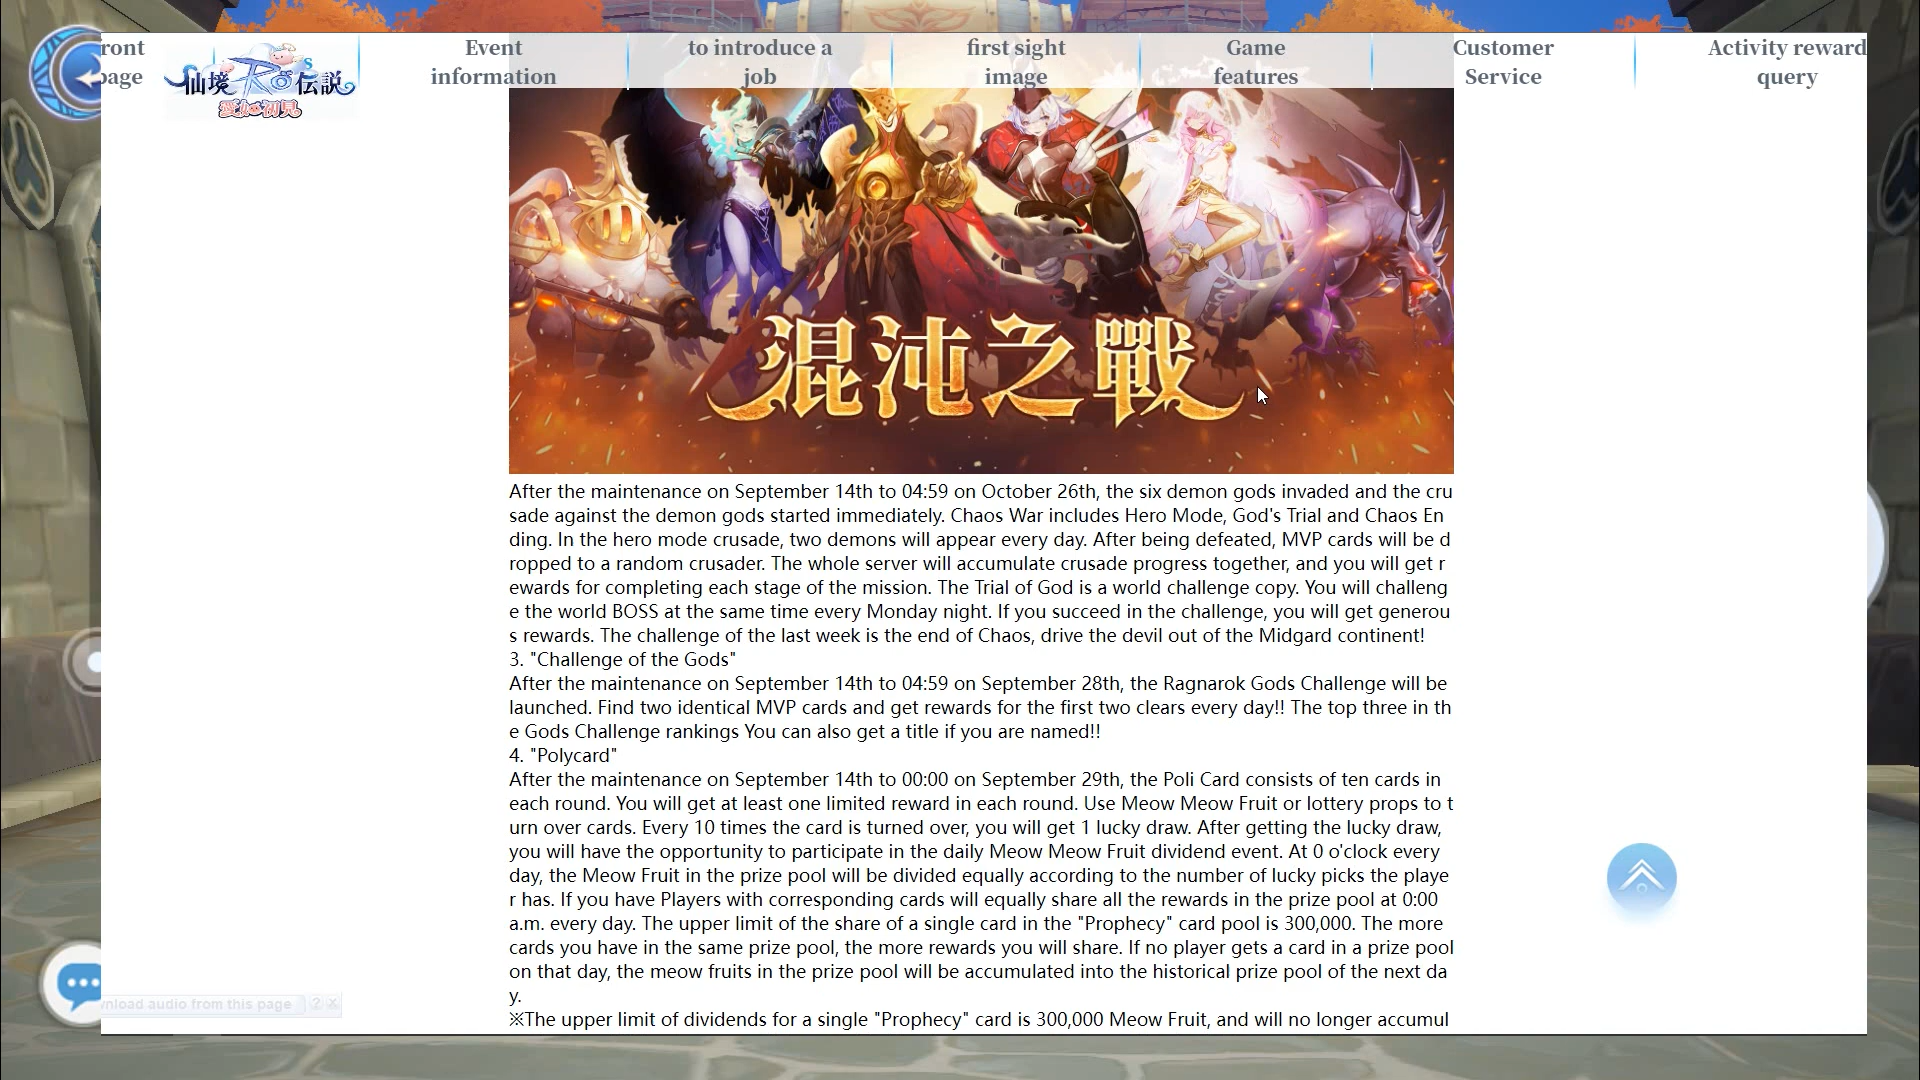 ront
page
s
仙境RO伝説
愛如初見
Event
information
to introduce a
job
first sight
image
Game
features
Customer
Service
Activity reward
query
混沌之戰
After the maintenance on September 14th to 04:59 on October 26th, the six demon gods invaded and the cru
sade against the demon gods started immediately. Chaos War includes Hero Mode, God's Trial and Chaos En
ding. In the hero mode crusade, two demons will appear every day. After being defeated, MVP cards will be d
ropped to a random crusader. The whole server will accumulate crusade progress together, and you will get r
ewards for completing each stage of the mission. The Trial of God is a world challenge copy. You will challeng
e the world BOSS at the same time every Monday night. If you succeed in the challenge, you will get generou
s rewards. The challenge of the last week is the end of Chaos, drive the devil out of the Midgard continent!
3. "Challenge of the Gods"
After the maintenance on September 14th to 04:59 on September 28th, the Ragnarok Gods Challenge will be
launched. Find two identical MVP cards and get rewards for the first two clears every day!! The top three in th
e Gods Challenge rankings You can also get a title if you are named!!
4. "Polycard"
After the maintenance on September 14th to 00:00 on September 29th, the Poli Card consists of ten cards in
each round. You will get at least one limited reward in each round. Use Meow Meow Fruit or lottery props to t
urn over cards. Every 10 times the card is turned over, you will get 1 lucky draw. After getting the lucky draw,
you will have the opportunity to participate in the daily Meow Meow Fruit dividend event. At 0 o'clock every
day, the Meow Fruit in the prize pool will be divided equally according to the number of lucky picks the playe
r has. If you have Players with corresponding cards will equally share all the rewards in the prize pool at 0:00
a.m. every day. The upper limit of the share of a single card in the "Prophecy" card pool is 300,000. The more
cards you have in the same prize pool, the more rewards you will share. If no player gets a card in a prize pool
on that day, the meow fruits in the prize pool will be accumulated into the historical prize pool of the next da
y.
※The upper limit of dividends for a single "Prophecy" card is 300,000 Meow Fruit, and will no longer accumul
nload audio from this page ? x